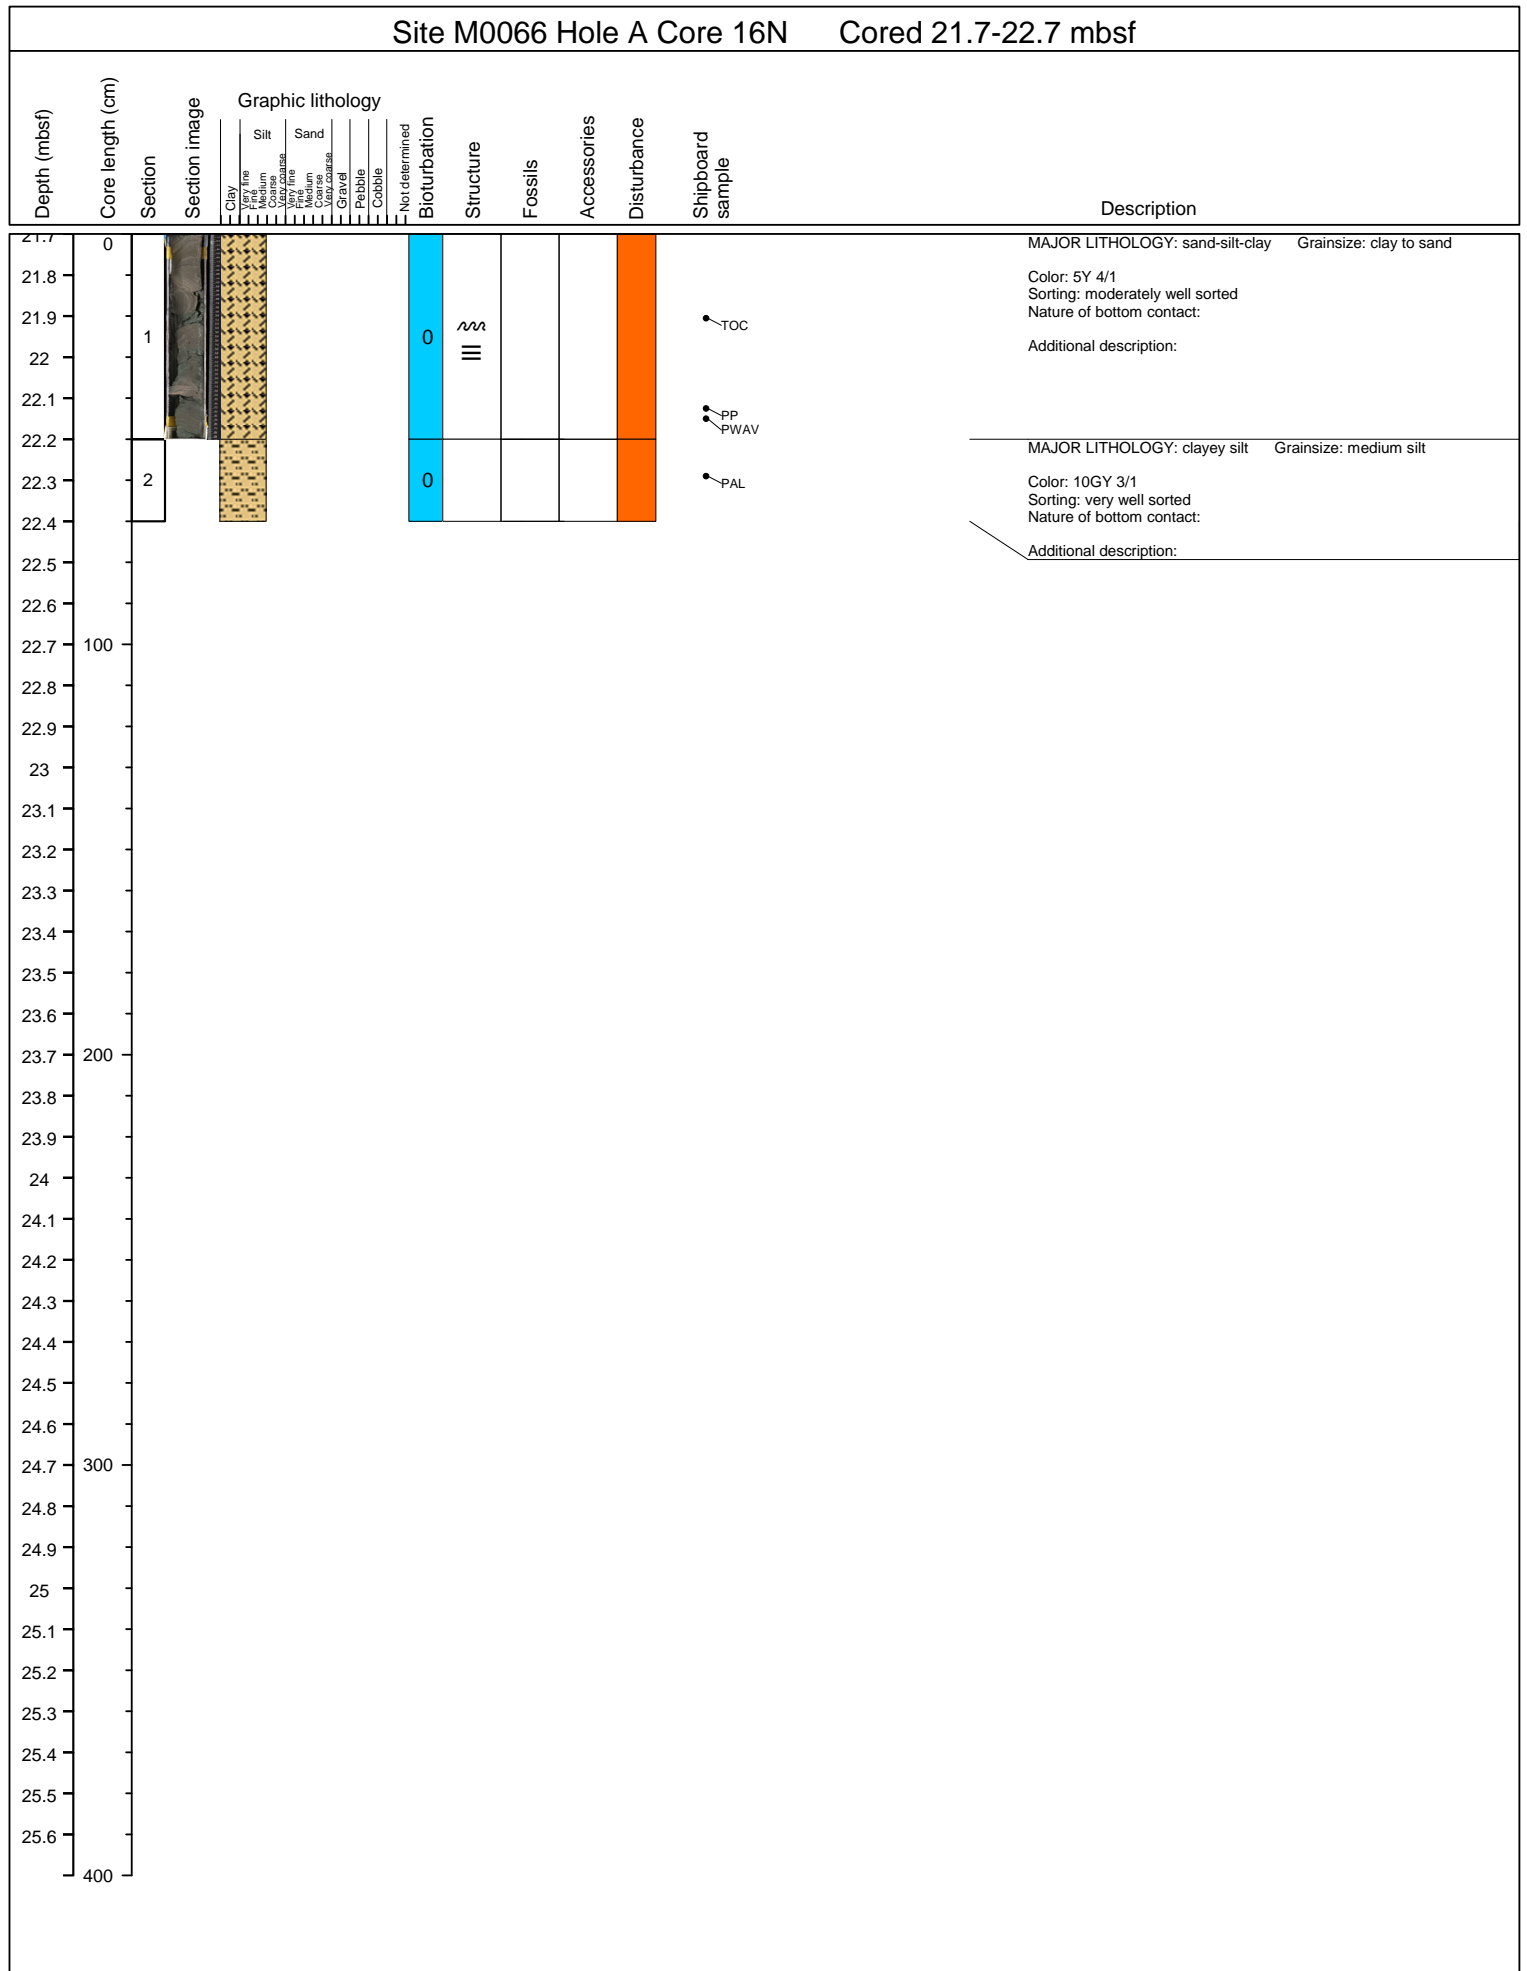 Site M0066 Hole A Core 16N Cored 21.7-22.7 mbsf
Depth (mbsf)
Core length (cm)
Section
Section image
Graphic lithology
Clay
Silt
Very fine
Fine
Medium
Coarse
Very coarse
Sand
Very fine
Fine
Medium
Coarse
Very coarse
Gravel
Pebble
Cobble
Not determined
Bioturbation
Structure
Fossils
Accessories
Disturbance
Shipboard
sample
Description
21.7
21.8
21.9
22
22.1
22.2
22.3
22.4
22.5
22.6
22.7
22.8
22.9
23
23.1
23.2
23.3
23.4
23.5
23.6
23.7
23.8
23.9
24
24.1
24.2
24.3
24.4
24.5
24.6
24.7
24.8
24.9
25
25.1
25.2
25.3
25.4
25.5
25.6
0
100
200
300
400
1
2
0
0
TOC
PP
PWAV
PAL
MAJOR LITHOLOGY: sand-silt-clay Grainsize: clay to sand
Color: 5Y 4/1
Sorting: moderately well sorted
Nature of bottom contact:
Additional description:
MAJOR LITHOLOGY: clayey silt Grainsize: medium silt
Color: 10GY 3/1
Sorting: very well sorted
Nature of bottom contact:
Additional description: